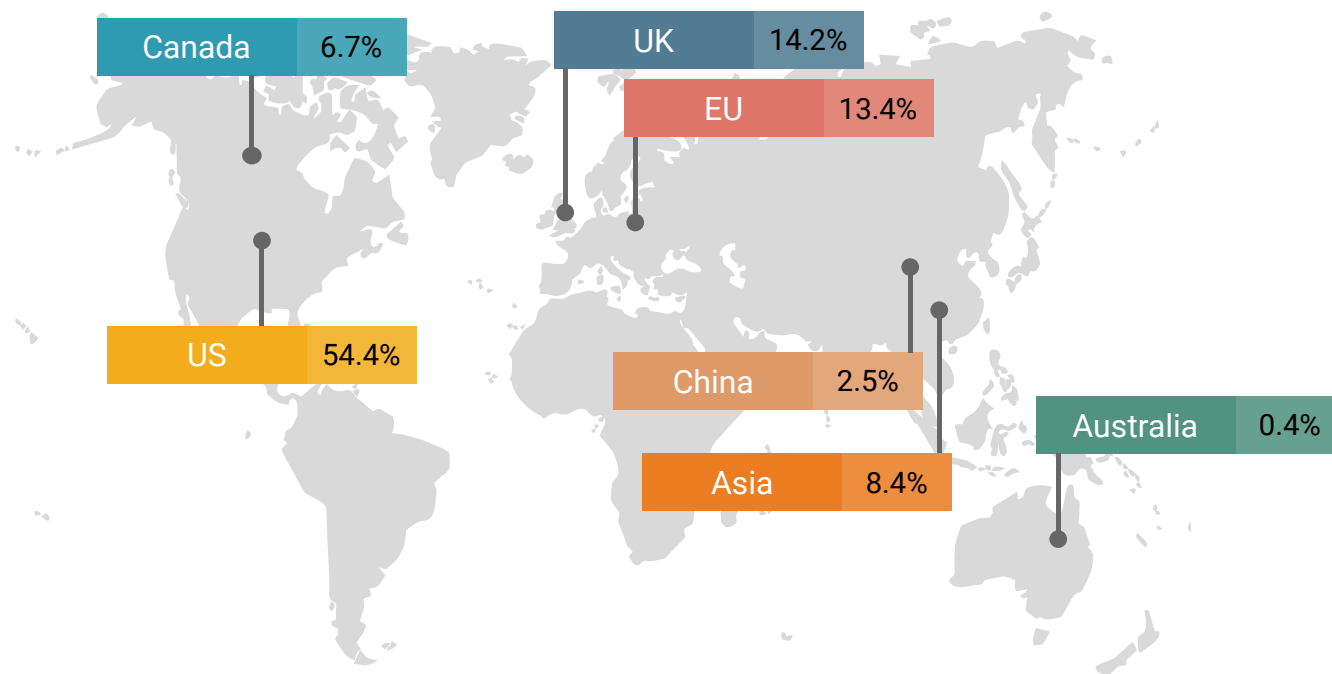 Canada 6.7%
UK 14.2%
EU 13.4%
US 54.4%
China 2.5%
Australia 0.4%
Asia 8.4%